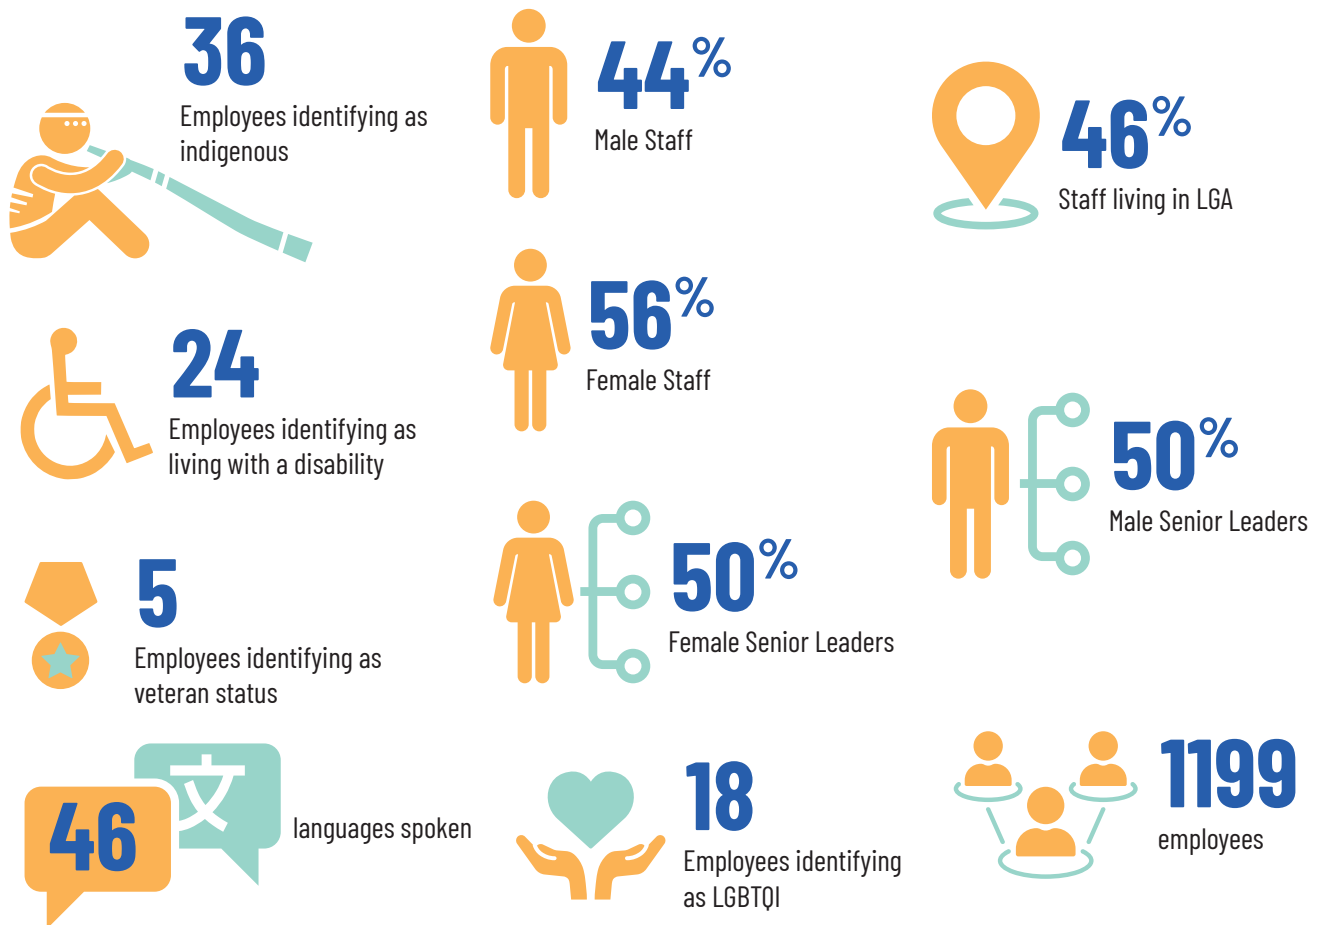 36
Employees identifying as
indigenous
44%
Male Staff
46%
Staff living in LGA
56%
Female Staff
24
Employees identifying as
living with a disability
50%
Male Senior Leaders
50%
Female Senior Leaders
5
Employees identifying as
veteran status
46
文
languages spoken
18
Employees identifying
as LGBTQI
1199
employees